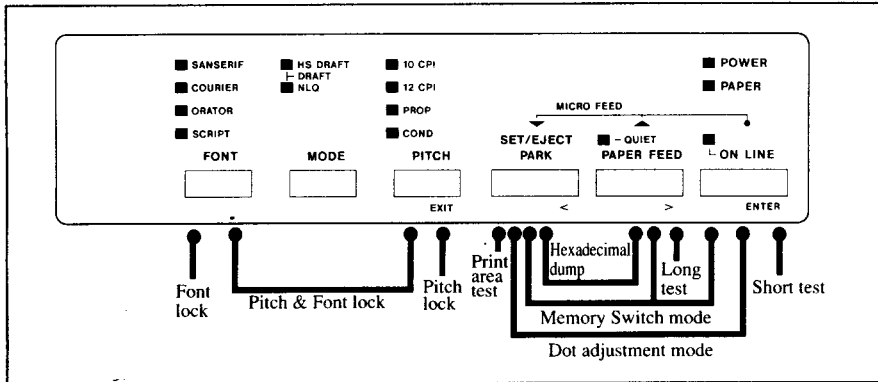 SANSERIF HS DRAFT 10 CPI POWER
DRAFT
COURIER NLQ 12 CPI PAPER
ORATOR PROP MICRO FEED
SCRIPT COND SET/EJECT – QUIET
FONT MODE PITCH PARK PAPER FEED ON LINE
EXIT < > ENTER
Font lock
Pitch & Font lock
Pitch lock
Print area test
Hexadecimal dump
Long test
Short test
Memory Switch mode
Dot adjustment mode